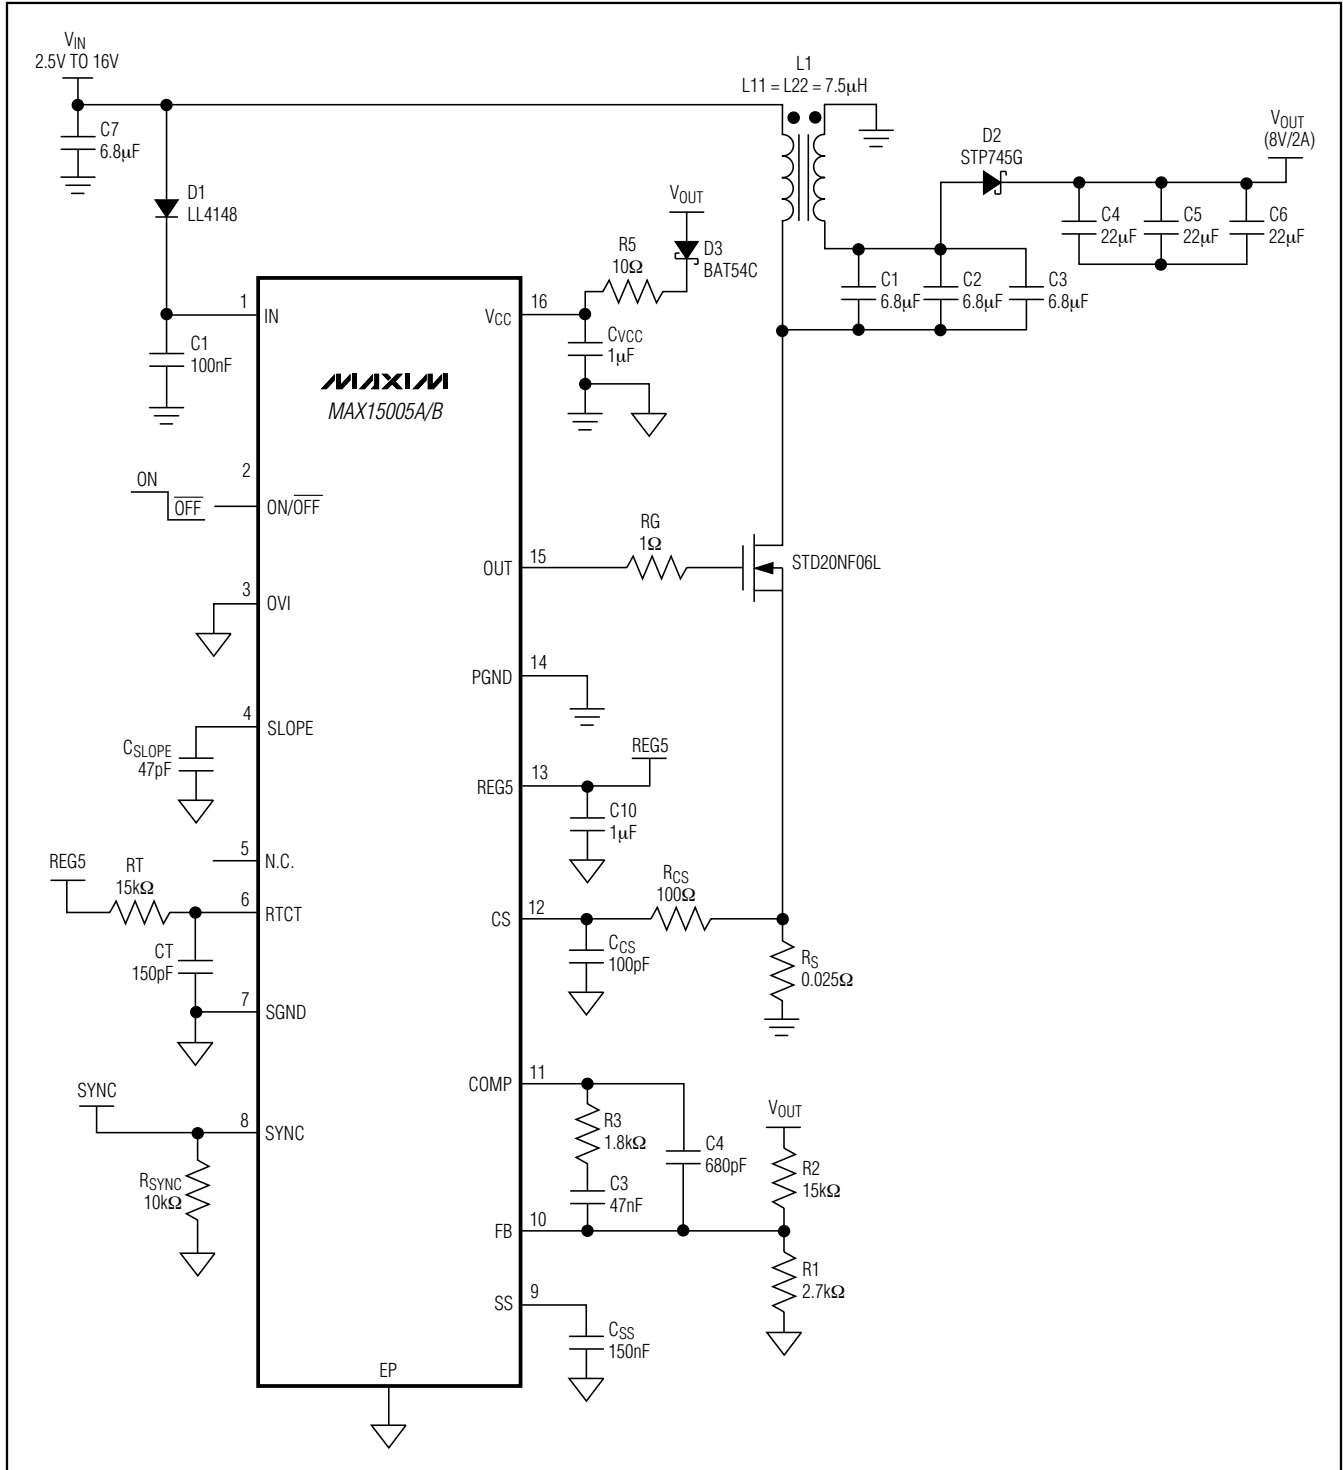 VIN
2.5V TO 16V
C7
6.8µF
D1
LL4148
C1
100nF
L1
L11 = L22 = 7.5µH
D2
STP745G
VOUT
(8V/2A)
C4
22µF
C5
22µF
C6
22µF
C1
6.8µF
C2
6.8µF
C3
6.8µF
VOUT
D3
BAT54C
R5
10Ω
CVCC
1µF
1
IN
16
VCC
MAXIM
MAX15005A/B
ON
OFF
2
ON/OFF
3
OVI
4
SLOPE
CSLOPE
47pF
5
N.C.
REG5
RT
15kΩ
6
RTCT
CT
150pF
7
SGND
SYNC
8
SYNC
RSYNC
10kΩ
EP
OUT
15
RG
1Ω
STD20NF06L
PGND
14
REG5
13
REG5
C10
1µF
CS
12
RCS
100Ω
CCS
100pF
RS
0.025Ω
COMP
11
R3
1.8kΩ
C3
47nF
C4
680pF
VOUT
R2
15kΩ
FB
10
R1
2.7kΩ
SS
9
CSS
150nF